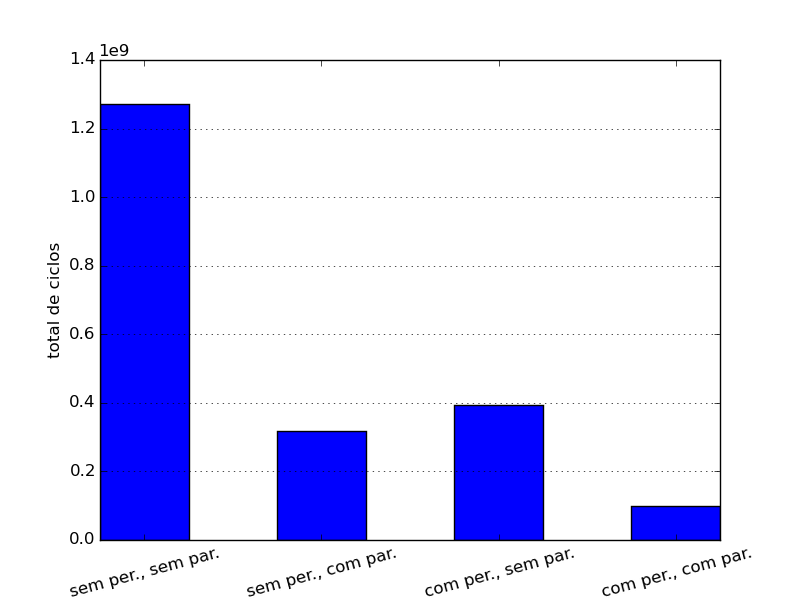 1e9
1.4
1.2
1.0
0.8
0.6
0.4
0.2
0.0
total de ciclos
sem per., sem par.
sem per., com par.
com per., sem par.
com per., com par.